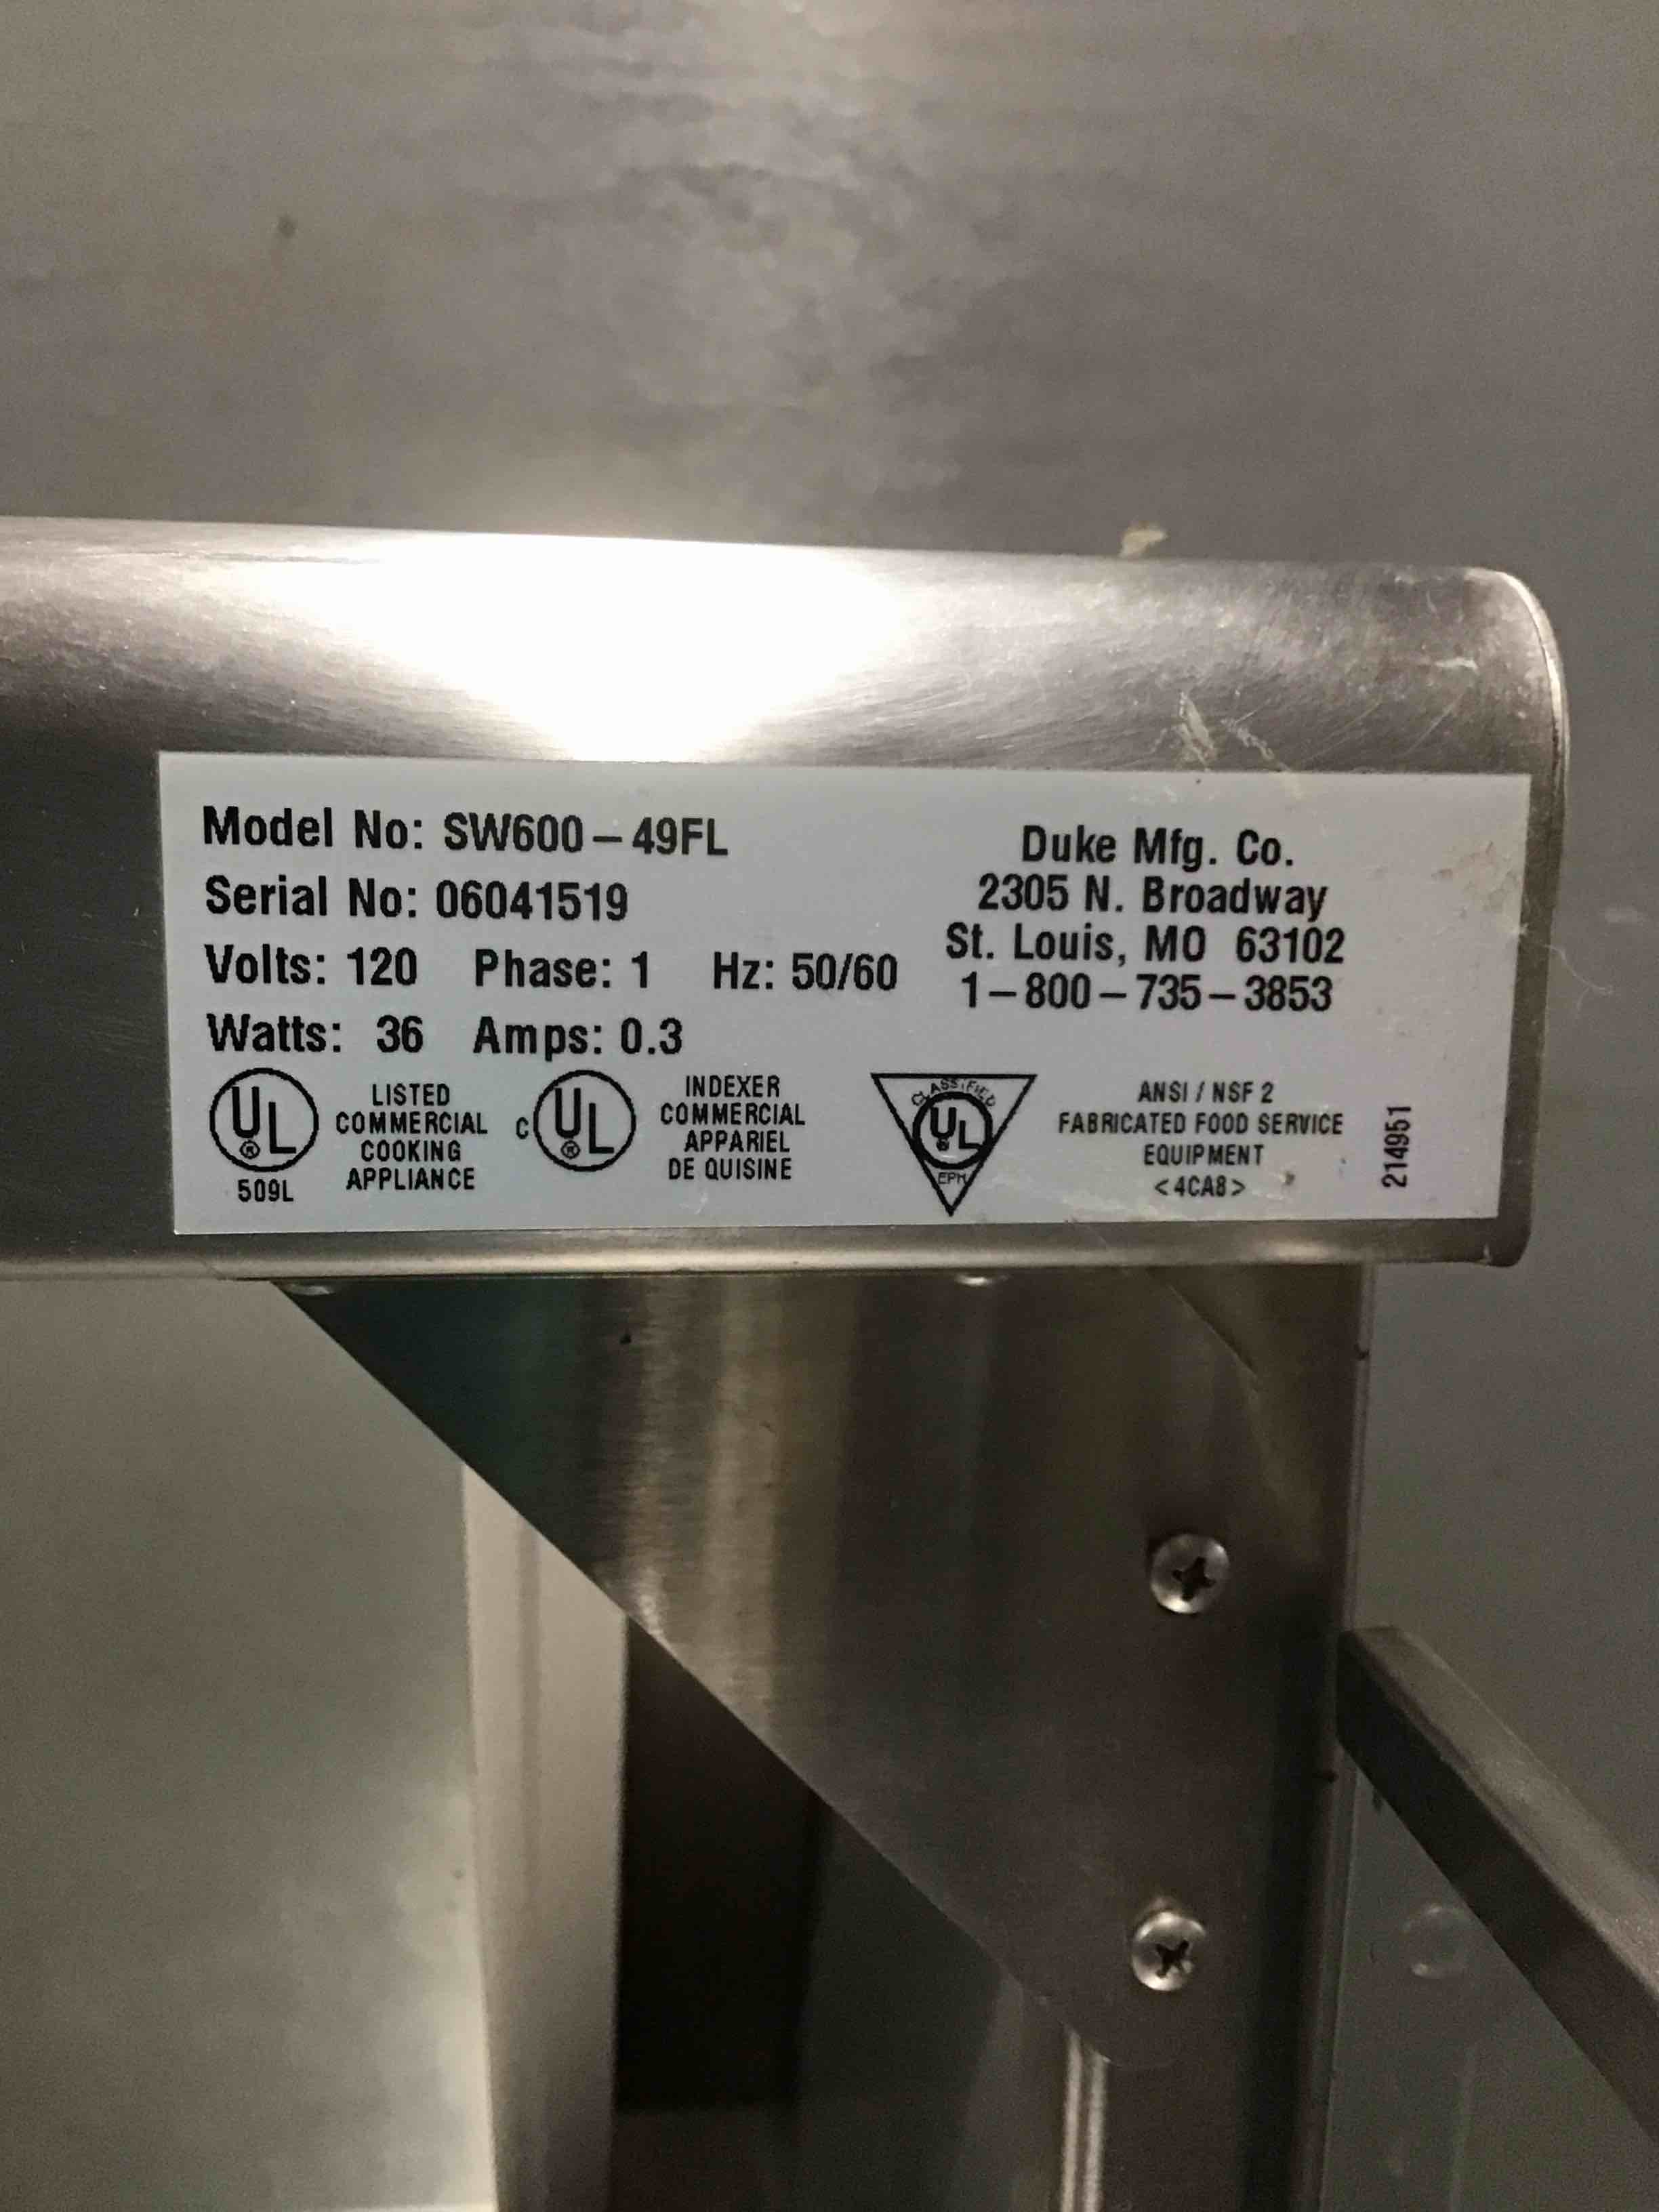 Model No: SW600–49FL
Serial No: 06041519
Volts: 120 Phase: 1 Hz: 50/60
Watts: 36 Amps: 0.3
Duke Mfg. Co.
2305 N. Broadway
St. Louis, MO 63102
1–800–735–3853
UL ®
509L
LISTED
COMMERCIAL
COOKING
APPLIANCE
C UL ®
INDEXER
COMMERCIAL
APPARIEL
DE QUISINE
CLASSIFIED
UL ®
EPH
ANSI / NSF 2
FABRICATED FOOD SERVICE
EQUIPMENT
<4CA8>
214951